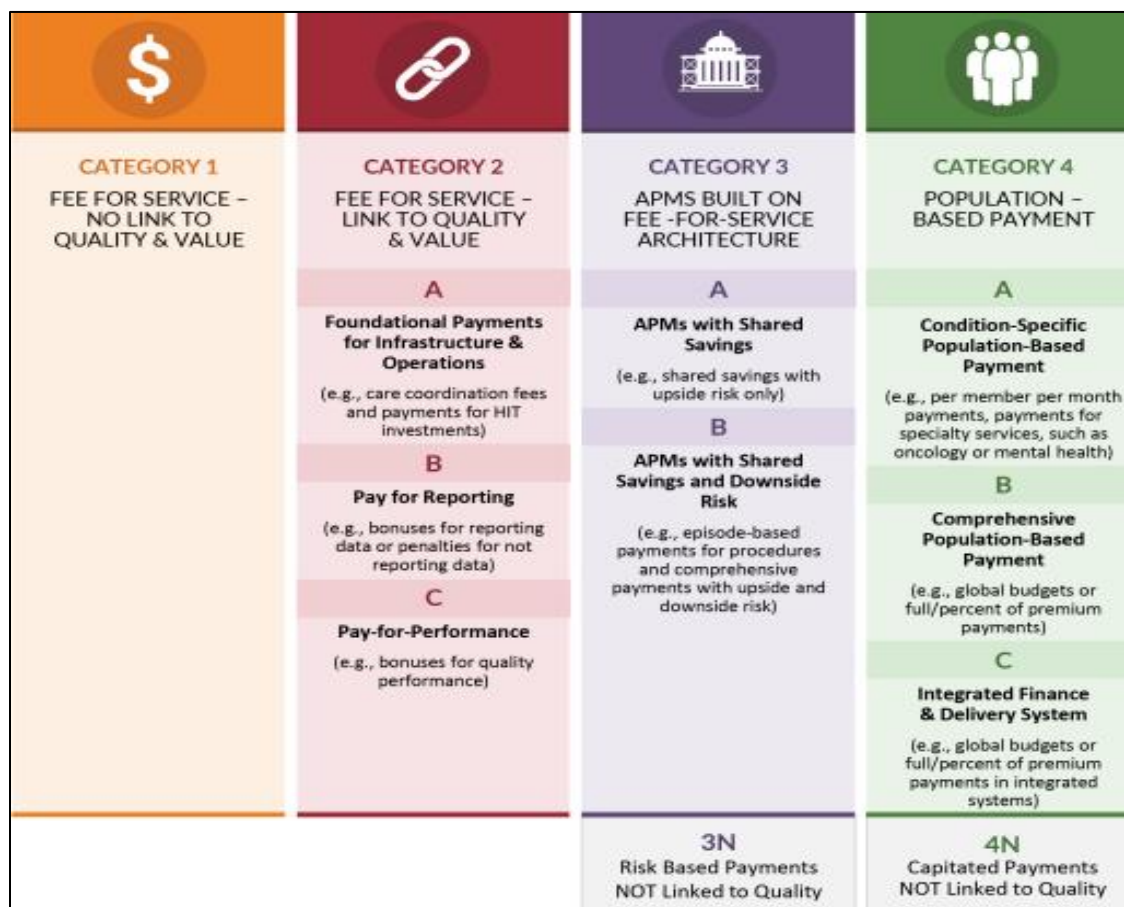 $
CATEGORY 1
FEE FOR SERVICE –
NO LINK TO
QUALITY & VALUE
CATEGORY 2
FEE FOR SERVICE –
LINK TO QUALITY
& VALUE
A
Foundational Payments
for Infrastructure &
Operations
(e.g., care coordination fees
and payments for HIT
investments)
B
Pay for Reporting
(e.g., bonuses for reporting
data or penalties for not
reporting data)
C
Pay-for-Performance
(e.g., bonuses for quality
performance)
CATEGORY 3
APMS BUILT ON
FEE -FOR-SERVICE
ARCHITECTURE
A
APMs with Shared
Savings
(e.g., shared savings with
upside risk only)
B
APMs with Shared
Savings and Downside
Risk
(e.g., episode-based
payments for procedures
and comprehensive
payments with upside and
downside risk)
3N
Risk Based Payments
NOT Linked to Quality
CATEGORY 4
POPULATION –
BASED PAYMENT
A
Condition-Specific
Population-Based
Payment
(e.g., per member per month
payments, payments for
specialty services, such as
oncology or mental health)
B
Comprehensive
Population-Based
Payment
(e.g., global budgets or
full/percent of premium
payments)
C
Integrated Finance
& Delivery System
(e.g., global budgets or
full/percent of premium
payments in integrated
systems)
4N
Capitated Payments
NOT Linked to Quality